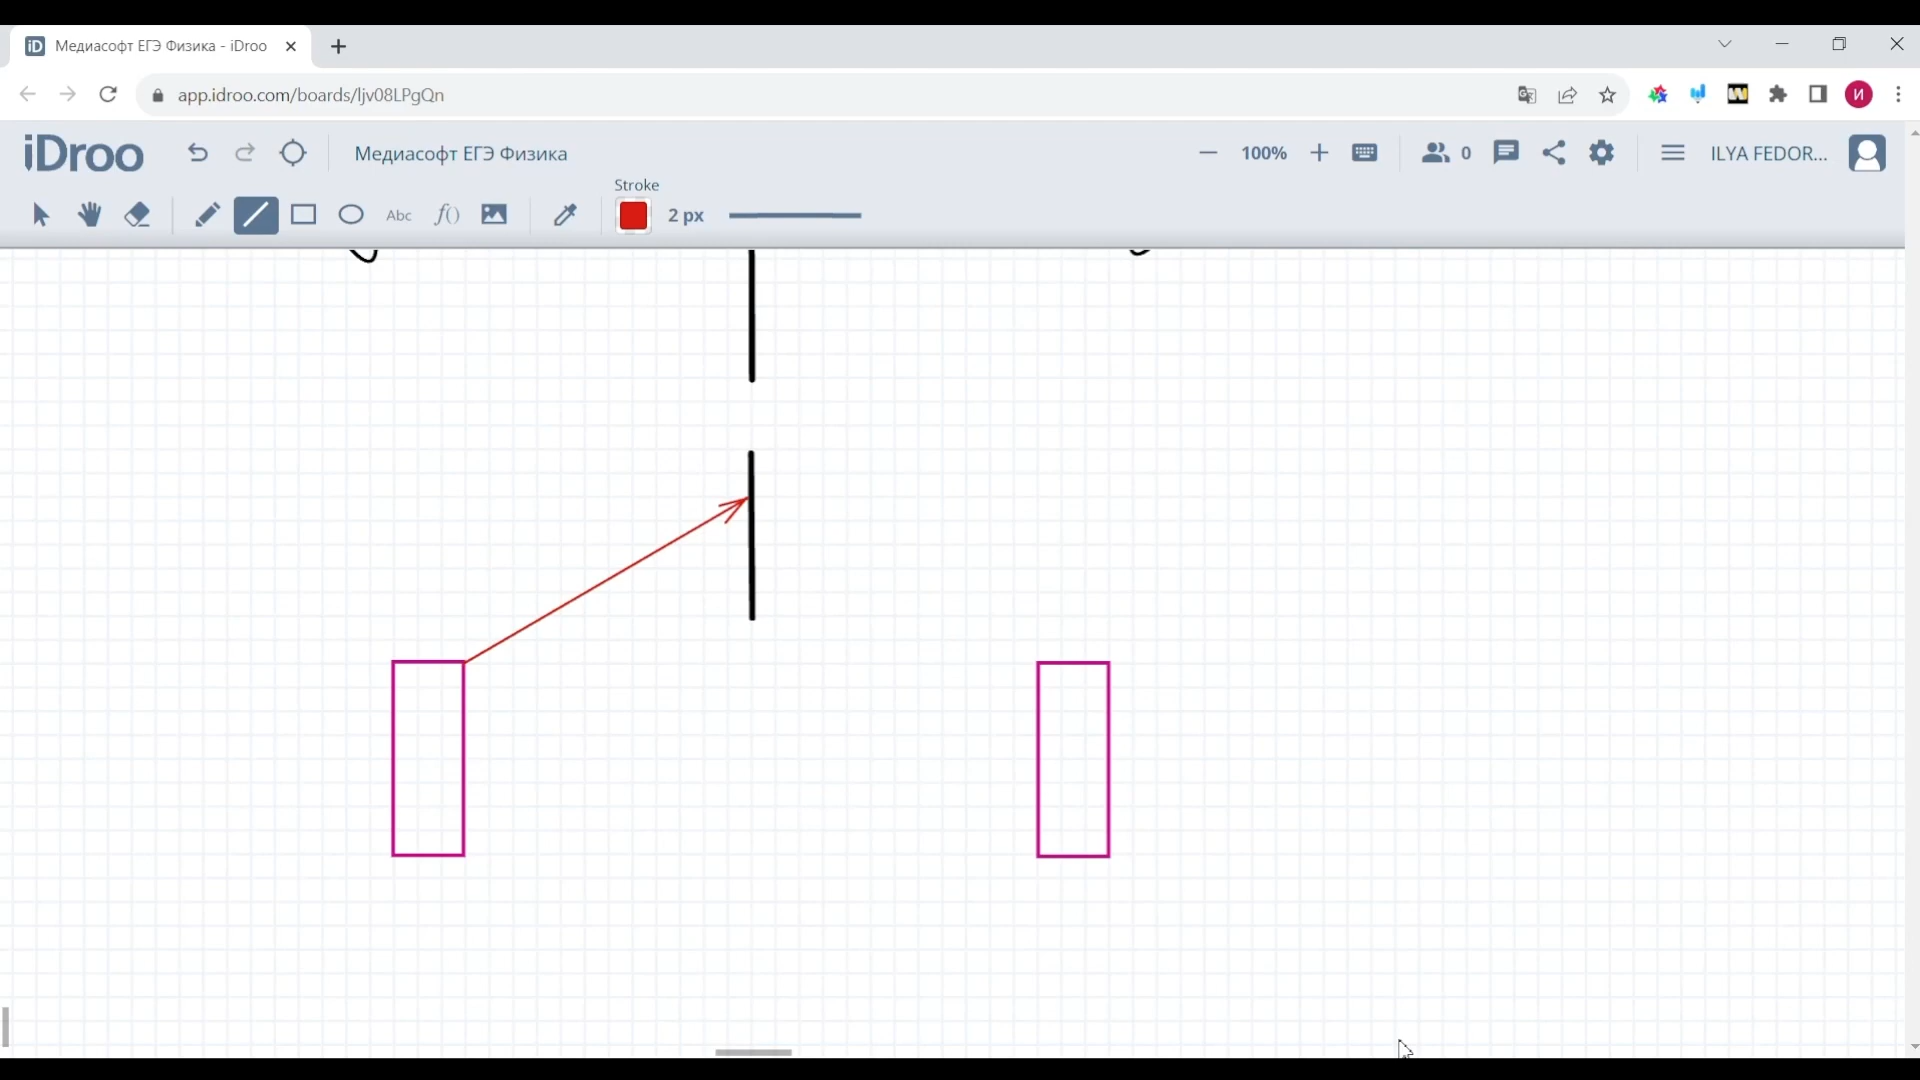 iD Медиасофт ЕГЭ Физика - iDroo
app.idroo.com/boards/ljv08LPgQn
И
iDroo
Медиасофт ЕГЭ Физика
100%
0
ILYA FEDOR...
Stroke
Abc
f()
2 px